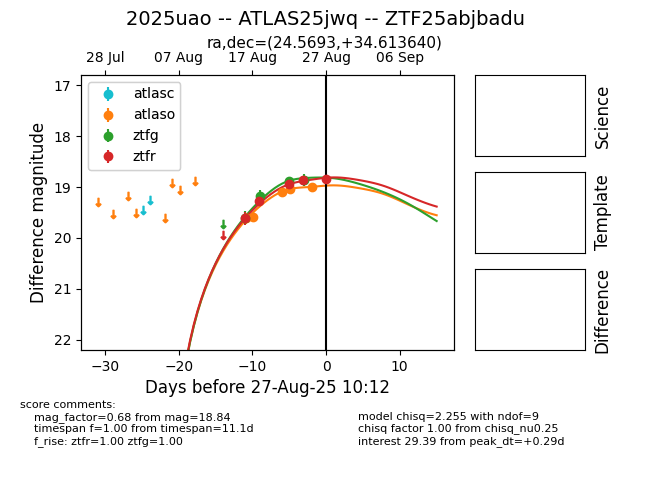 2025uao -- ATLAS25jwq -- ZTF25abjbadu
ra,dec=(24.5693,+34.613640)
28 Jul 07 Aug 17 Aug 27 Aug 06 Sep
atlasc
atlaso
ztfg
ztfr
17
18
19
20
21
22
Difference magnitude
−30 −20 −10 0 10
Days before 27-Aug-25 10:12
Science
Template
Difference
score comments:
mag_factor=0.68 from mag=18.84
timespan f=1.00 from timespan=11.1d
f_rise: ztfr=1.00 ztfg=1.00
model chisq=2.255 with ndof=9
chisq factor 1.00 from chisq_nu0.25
interest 29.39 from peak_dt=+0.29d